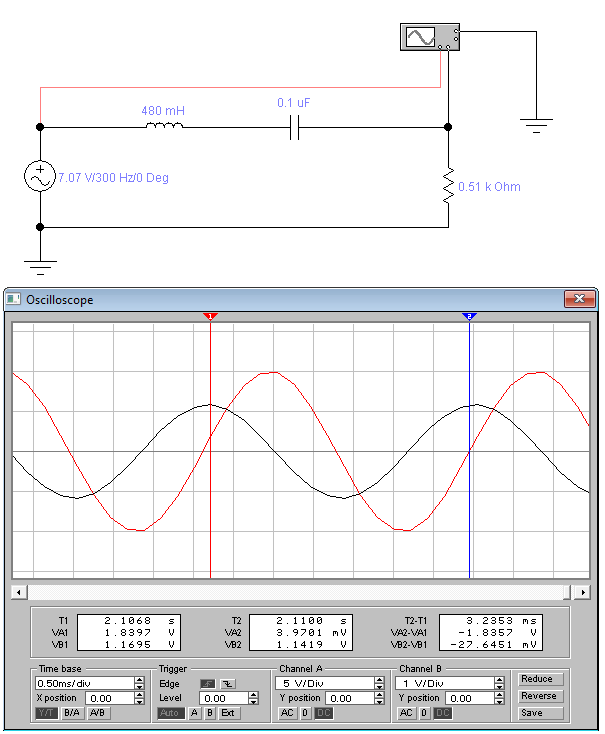 480 mH
0.1 uF
7.07 V/300 Hz/0 Deg
0.51 k Ohm
Oscilloscope
1
2
T1 2.1068 s T2 2.1100 s T2-T1 3.2353 ms
VA1 1.8397 V VA2 3.9701 mV VA2-VA1 -1.8357 V
VB1 1.1695 V VB2 1.1419 V VB2-VB1 -27.6451 mV
Time base Trigger Channel A Channel B Reduce
0.50ms/div Edge 5 V/Div 1 V/Div
X position 0.00 Level 0.00 Y position 0.00 Y position 0.00 Reverse
Y/T B/A A/B Auto A B Ext AC 0 DC AC 0 DC Save